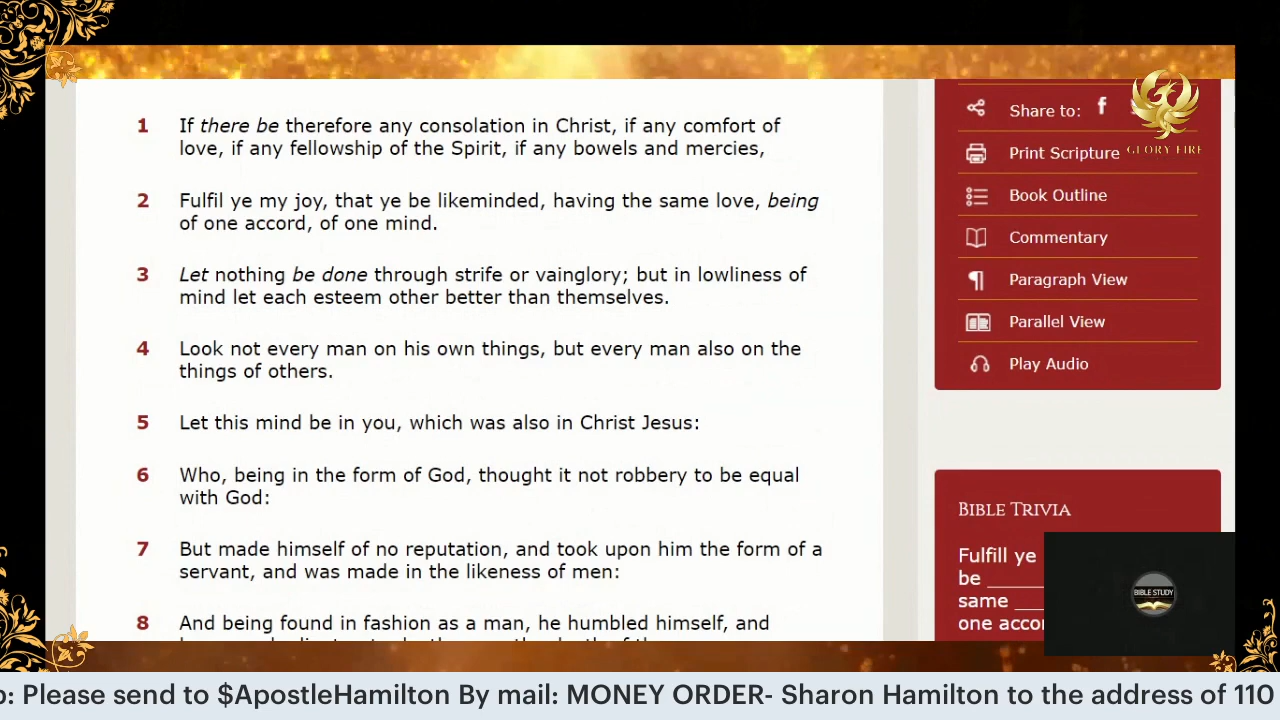 1 If there be therefore any consolation in Christ, if any comfort of
love, if any fellowship of the Spirit, if any bowels and mercies,
2 Fulfil ye my joy, that ye be likeminded, having the same love, being
of one accord, of one mind.
3 Let nothing be done through strife or vainglory; but in lowliness of
mind let each esteem other better than themselves.
4 Look not every man on his own things, but every man also on the
things of others.
5 Let this mind be in you, which was also in Christ Jesus:
6 Who, being in the form of God, thought it not robbery to be equal
with God:
7 But made himself of no reputation, and took upon him the form of a
servant, and was made in the likeness of men:
8 And being found in fashion as a man, he humbled himself, and
Share to:
GLORY FIRE
Print Scripture
Book Outline
Commentary
Paragraph View
Parallel View
Play Audio
BIBLE TRIVIA
Fulfill ye
be ______
same ____
one accor
BIBLE STUDY
: Please send to $ApostleHamilton By mail: MONEY ORDER- Sharon Hamilton to the address of 110